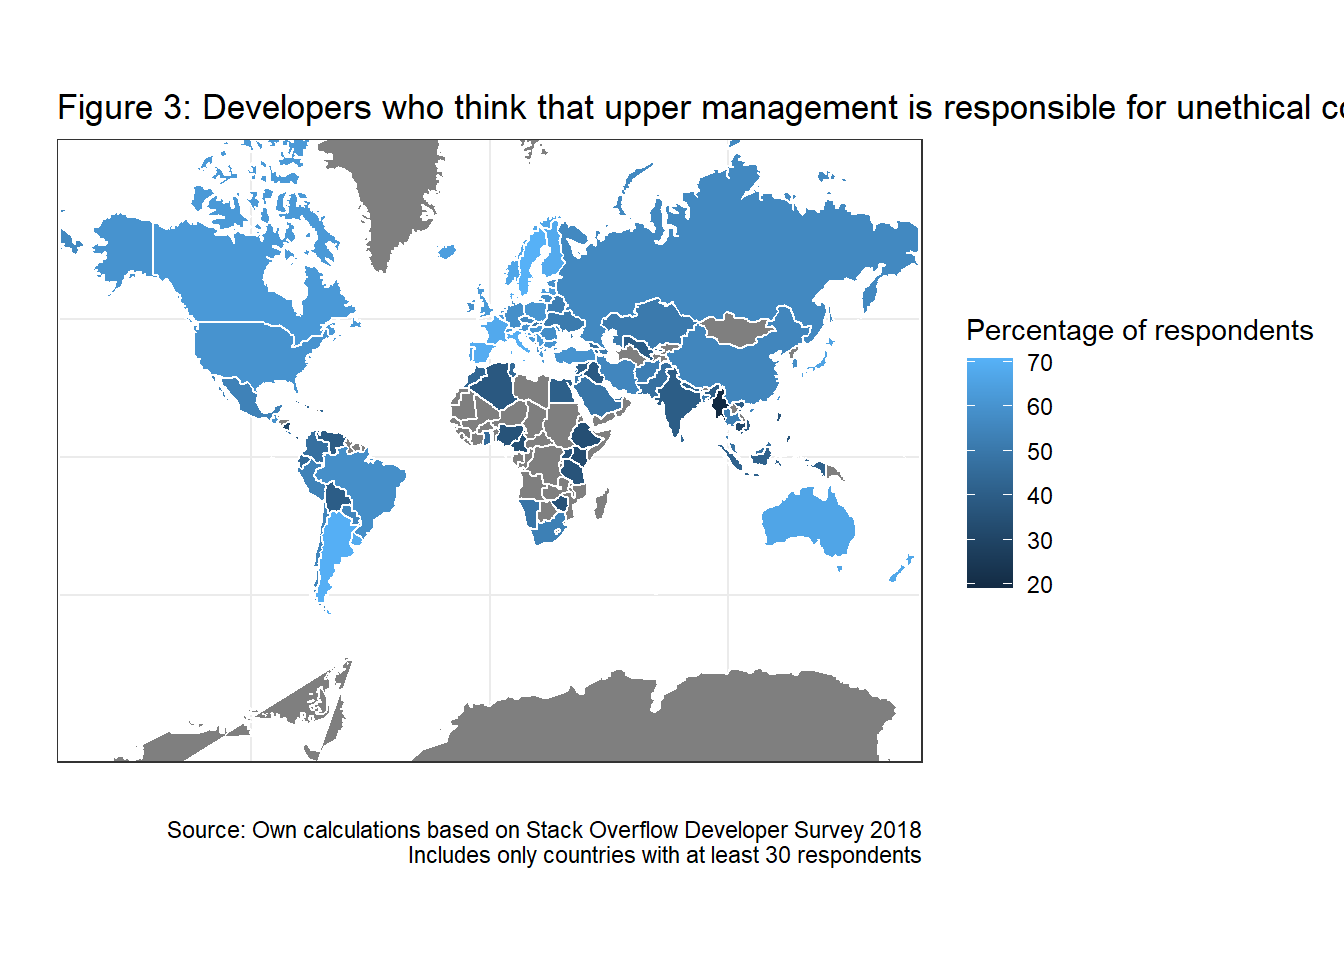 Figure 3: Developers who think that upper management is responsible for unethical
Percentage of respondents
70
60
50
40
30
20
Source: Own calculations based on Stack Overflow Developer Survey 2018
Includes only countries with at least 30 respondents